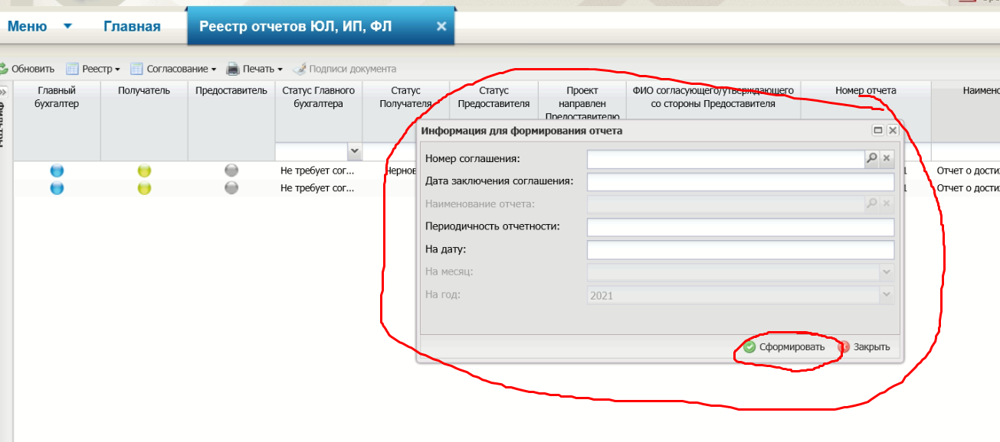 Меню Главная Реестр отчетов ЮЛ, ИП, ФЛ
Обновить Реестр Согласование Печать Подписи документа
Главный бухгалтер
Получатель
Предоставитель
Статус Главного бухгалтера
Статус Получателя
Статус Предоставителя
Проект направлен Предоставителю
ФИО согласующего/утверждающего со стороны Предоставителя
Номер отчета
Наимено
Информация для формирования отчета
Номер соглашения:
Дата заключения соглашения:
Наименование отчета:
Периодичность отчетности:
На дату:
На месяц:
На год: 2021
Сформировать Закрыть
Не требует сог... Чернов 1 Отчет о дости
Не требует сог... 1 Отчет о дости